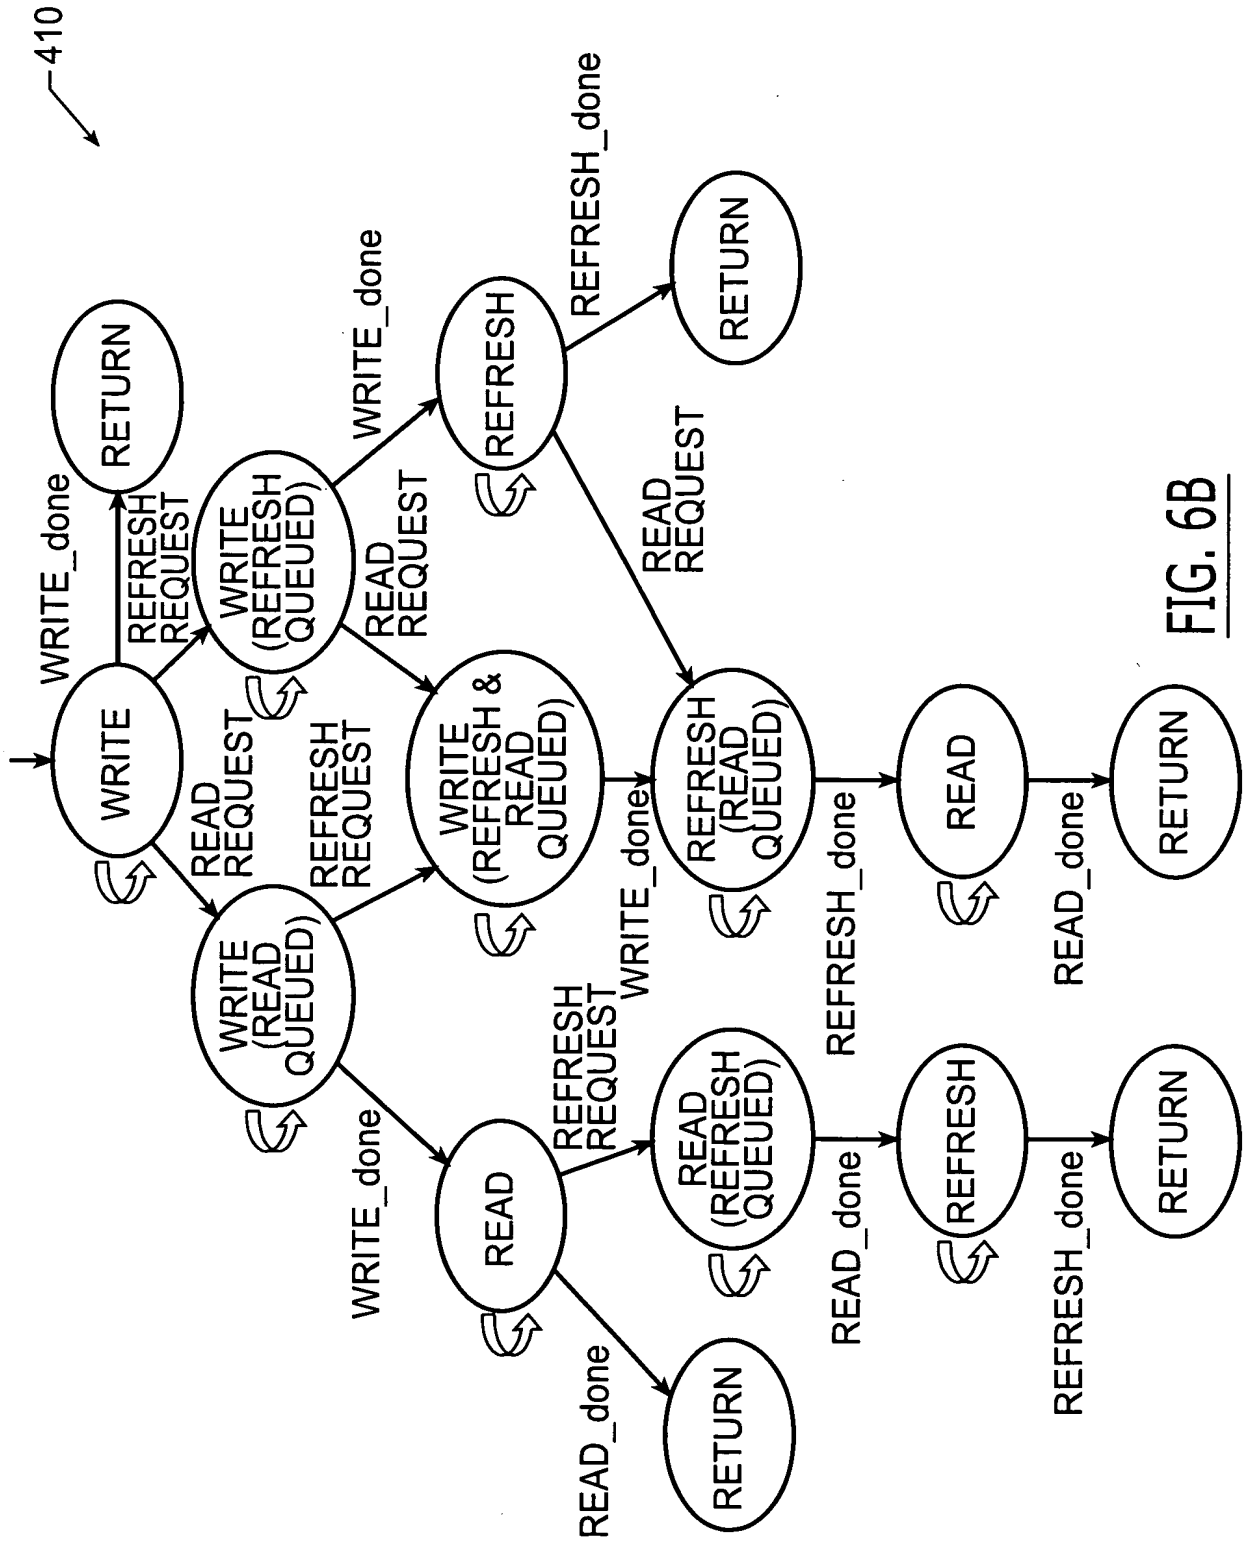 410
WRITE
WRITE_done
RETURN
READ
REQUEST
REFRESH
REQUEST
WRITE
(READ
QUEUED)
WRITE
(REFRESH
QUEUED)
WRITE_done
REFRESH
REQUEST
READ
REQUEST
WRITE_done
READ
WRITE
(REFRESH &
READ
QUEUED)
REFRESH
READ_done
REFRESH
REQUEST
WRITE_done
READ
REQUEST
REFRESH_done
RETURN
READ
(REFRESH
QUEUED)
REFRESH
(READ
QUEUED)
RETURN
READ_done
REFRESH_done
REFRESH
READ
REFRESH_done
READ_done
RETURN
RETURN
FIG. 6B